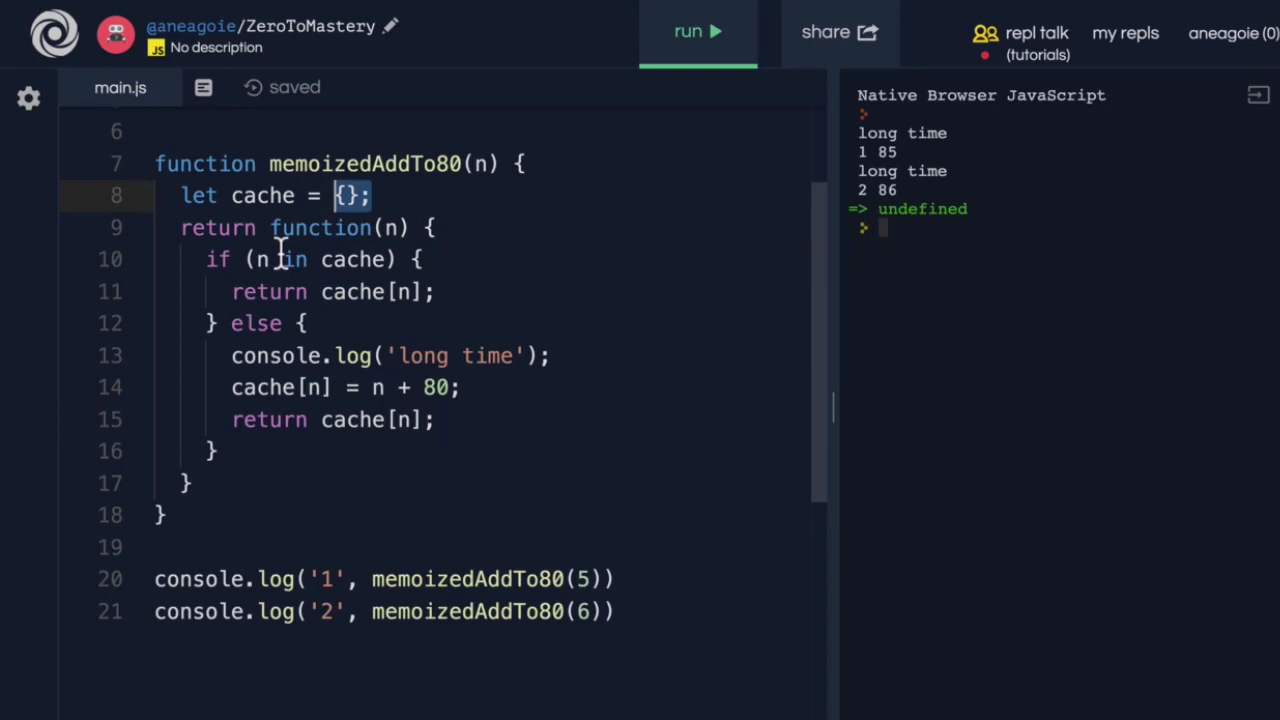 @aneagoie/ZeroToMastery
JS No description
run
share
repl talk
(tutorials)
my repls
aneagoie (0)
main.js
saved
6
7 function memoizedAddTo80(n) {
8 let cache = {};
9 return function(n) {
10 if (n in cache) {
11 return cache[n];
12 } else {
13 console.log('long time');
14 cache[n] = n + 80;
15 return cache[n];
16 }
17 }
18 }
19
20 console.log('1', memoizedAddTo80(5))
21 console.log('2', memoizedAddTo80(6))
Native Browser JavaScript
long time
1 85
long time
2 86
=> undefined